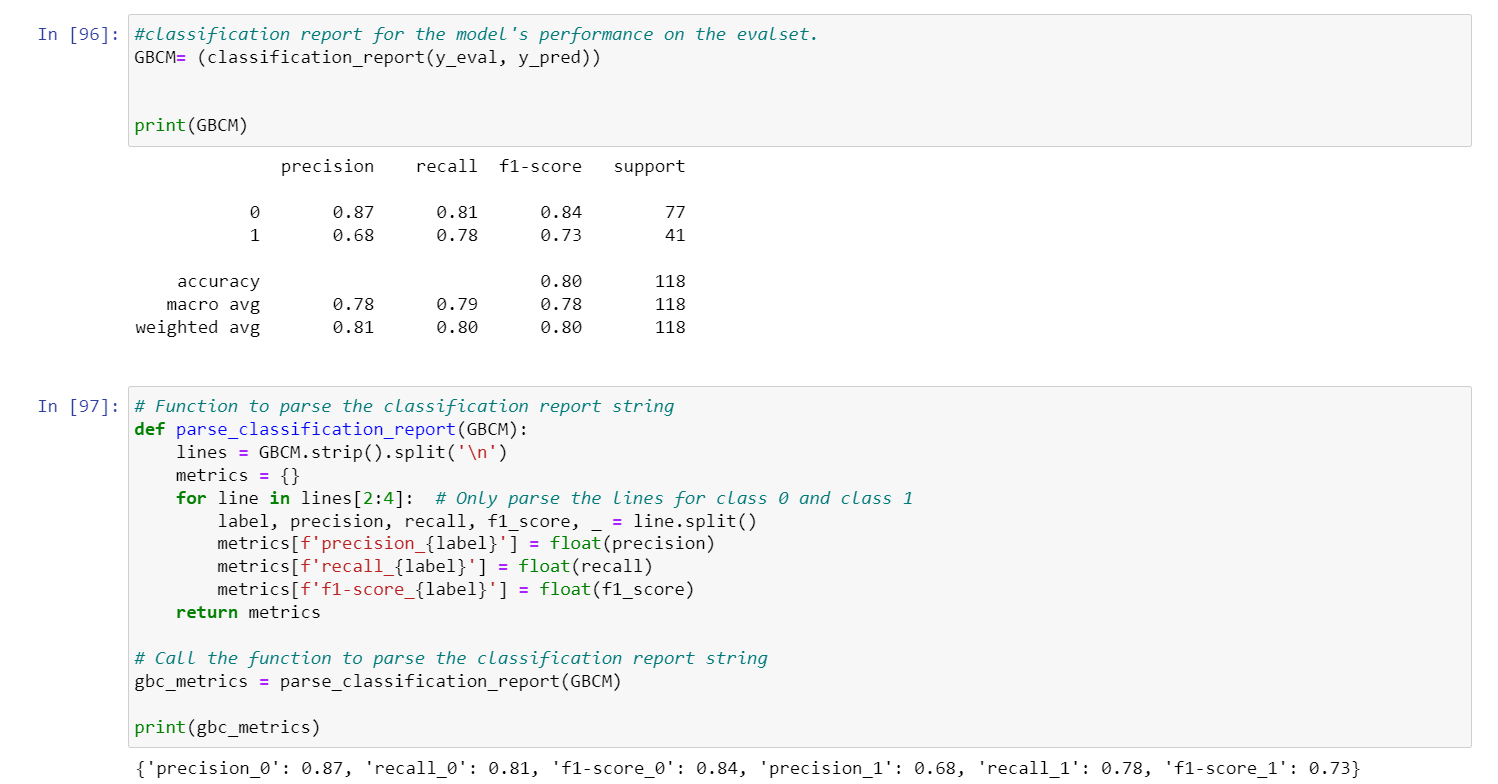 In [96]: #classification report for the model's performance on the evalset.
GBCM= (classification_report(y_eval, y_pred))
print(GBCM)
precision recall f1-score support
0 0.87 0.81 0.84 77
1 0.68 0.78 0.73 41
accuracy 0.80 118
macro avg 0.78 0.79 0.78 118
weighted avg 0.81 0.80 0.80 118
In [97]: # Function to parse the classification report string
def parse_classification_report(GBCM):
    lines = GBCM.strip().split('\n')
    metrics = {}
    for line in lines[2:4]:  # Only parse the lines for class 0 and class 1
        label, precision, recall, f1_score, _ = line.split()
        metrics[f'precision_{label}'] = float(precision)
        metrics[f'recall_{label}'] = float(recall)
        metrics[f'f1-score_{label}'] = float(f1_score)
    return metrics
# Call the function to parse the classification report string
gbc_metrics = parse_classification_report(GBCM)
print(gbc_metrics)
{'precision_0': 0.87, 'recall_0': 0.81, 'f1-score_0': 0.84, 'precision_1': 0.68, 'recall_1': 0.78, 'f1-score_1': 0.73}